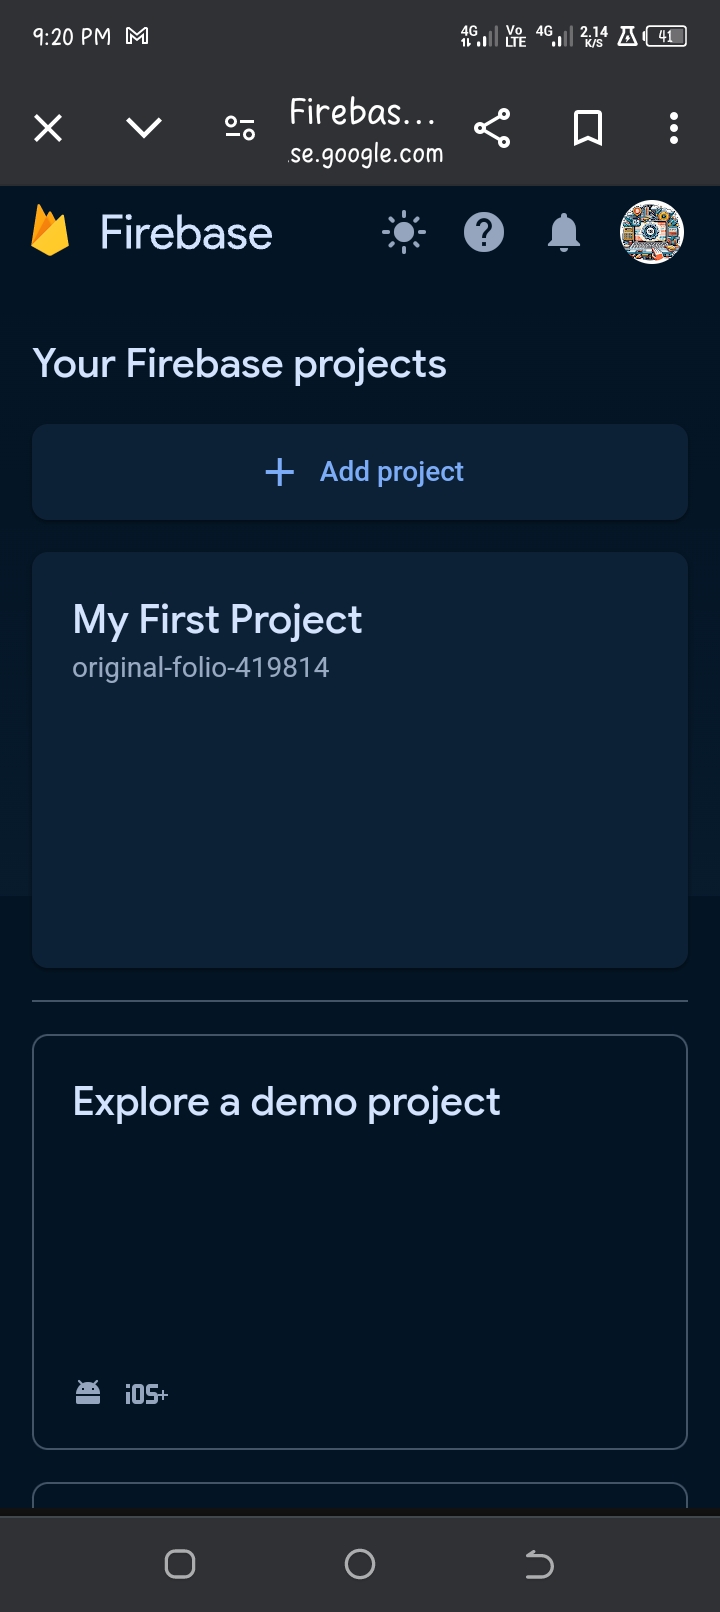 9:20 PM
4G Vo LTE 4G 2.14 K/S 41
Firebas...
se.google.com
Firebase
Your Firebase projects
+ Add project
My First Project
original-folio-419814
Explore a demo project
iOS+